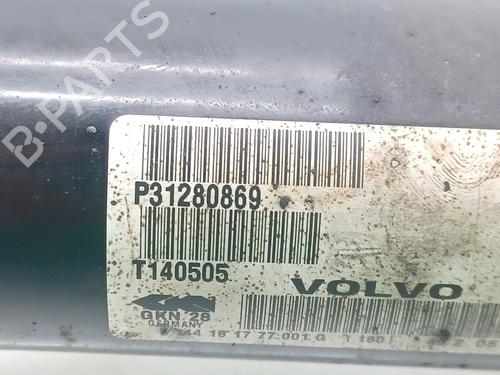 B-PARTS
P31280869
T140505
VOLVO
GKN 28
GERMANY